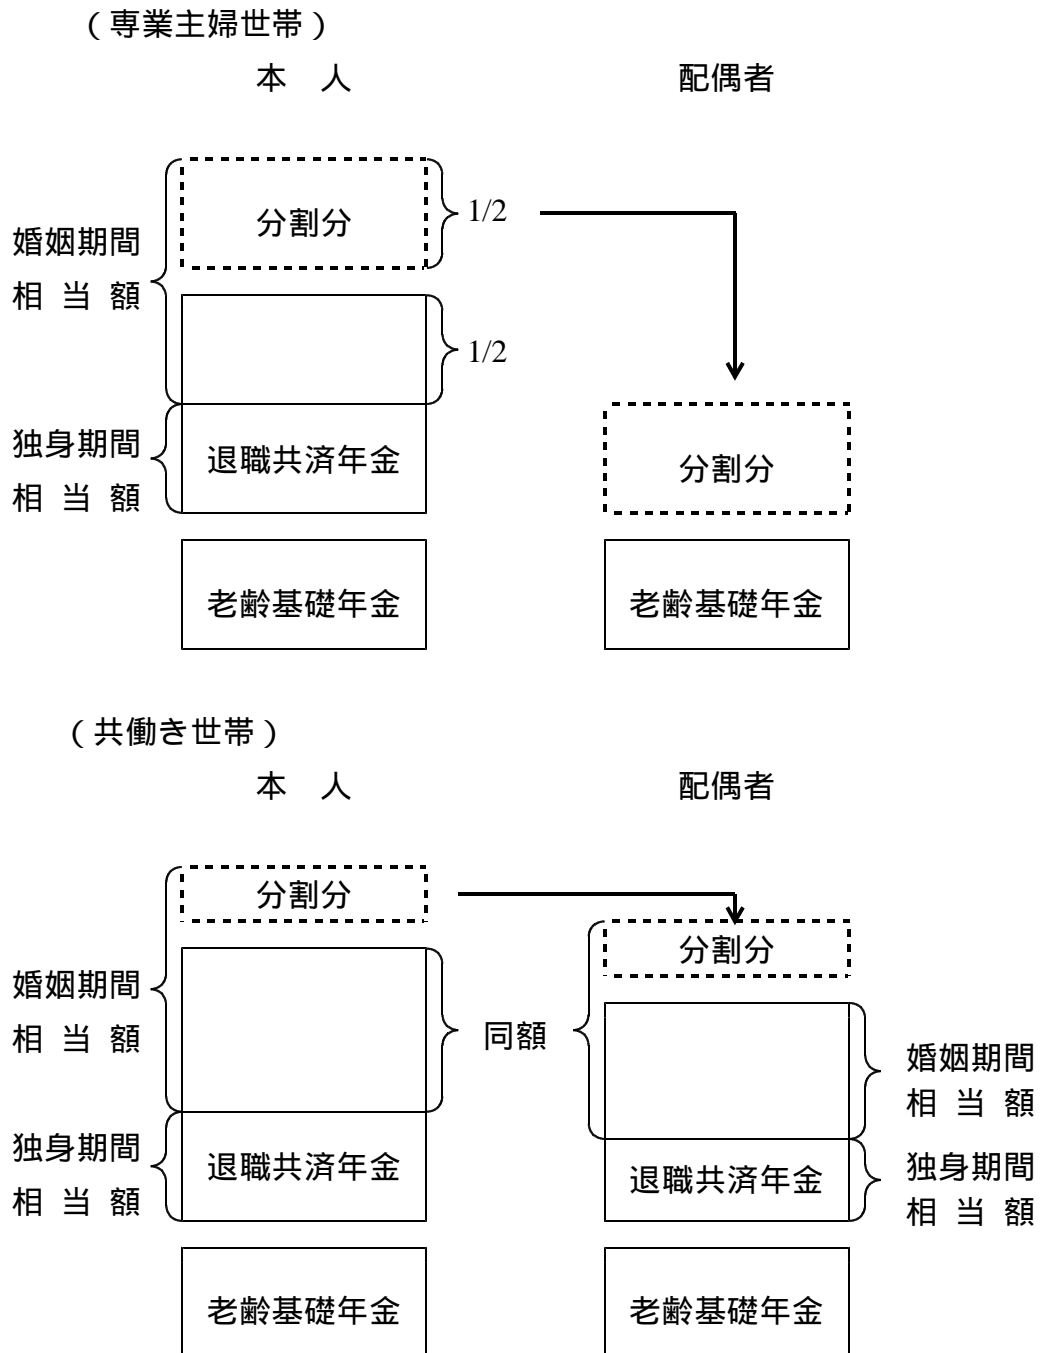 （専業主婦世帯）
本　人
配偶者
分割分
1/2
婚姻期間
相 当 額
1/2
独身期間
相 当 額
退職共済年金
分割分
老齢基礎年金
老齢基礎年金
（共働き世帯）
本　人
配偶者
分割分
分割分
婚姻期間
相 当 額
同額
婚姻期間
相 当 額
独身期間
相 当 額
退職共済年金
退職共済年金
独身期間
相 当 額
老齢基礎年金
老齢基礎年金